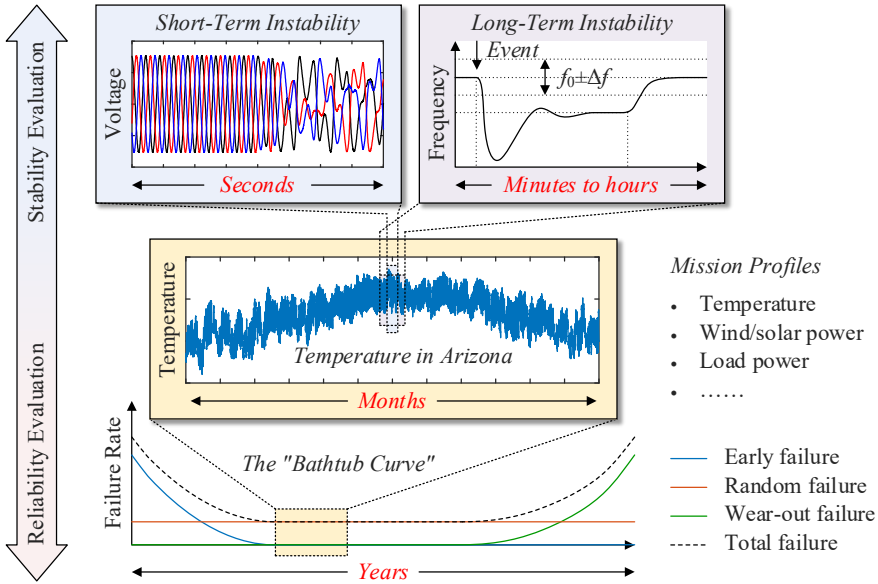 Stability Evaluation
Reliability Evaluation
Short-Term Instability
Voltage
Seconds
Long-Term Instability
Event
f₀±Δf
Frequency
Minutes to hours
Temperature
Temperature in Arizona
Months
Mission Profiles
• Temperature
• Wind/solar power
• Load power
• ……
Failure Rate
The "Bathtub Curve"
Years
Early failure
Random failure
Wear-out failure
Total failure